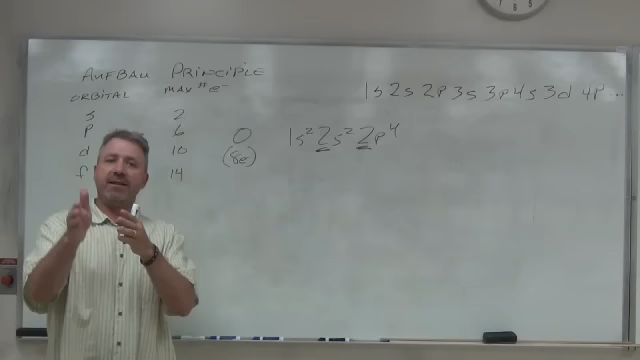 AUFBAU PRINCIPLE
ORBITAL MAX # e⁻
s 2
p 6
d 10
f 14
O 1s² 2s² 2p⁴
(8e)
1s 2s 2p 3s 3p 4s 3d 4p ...